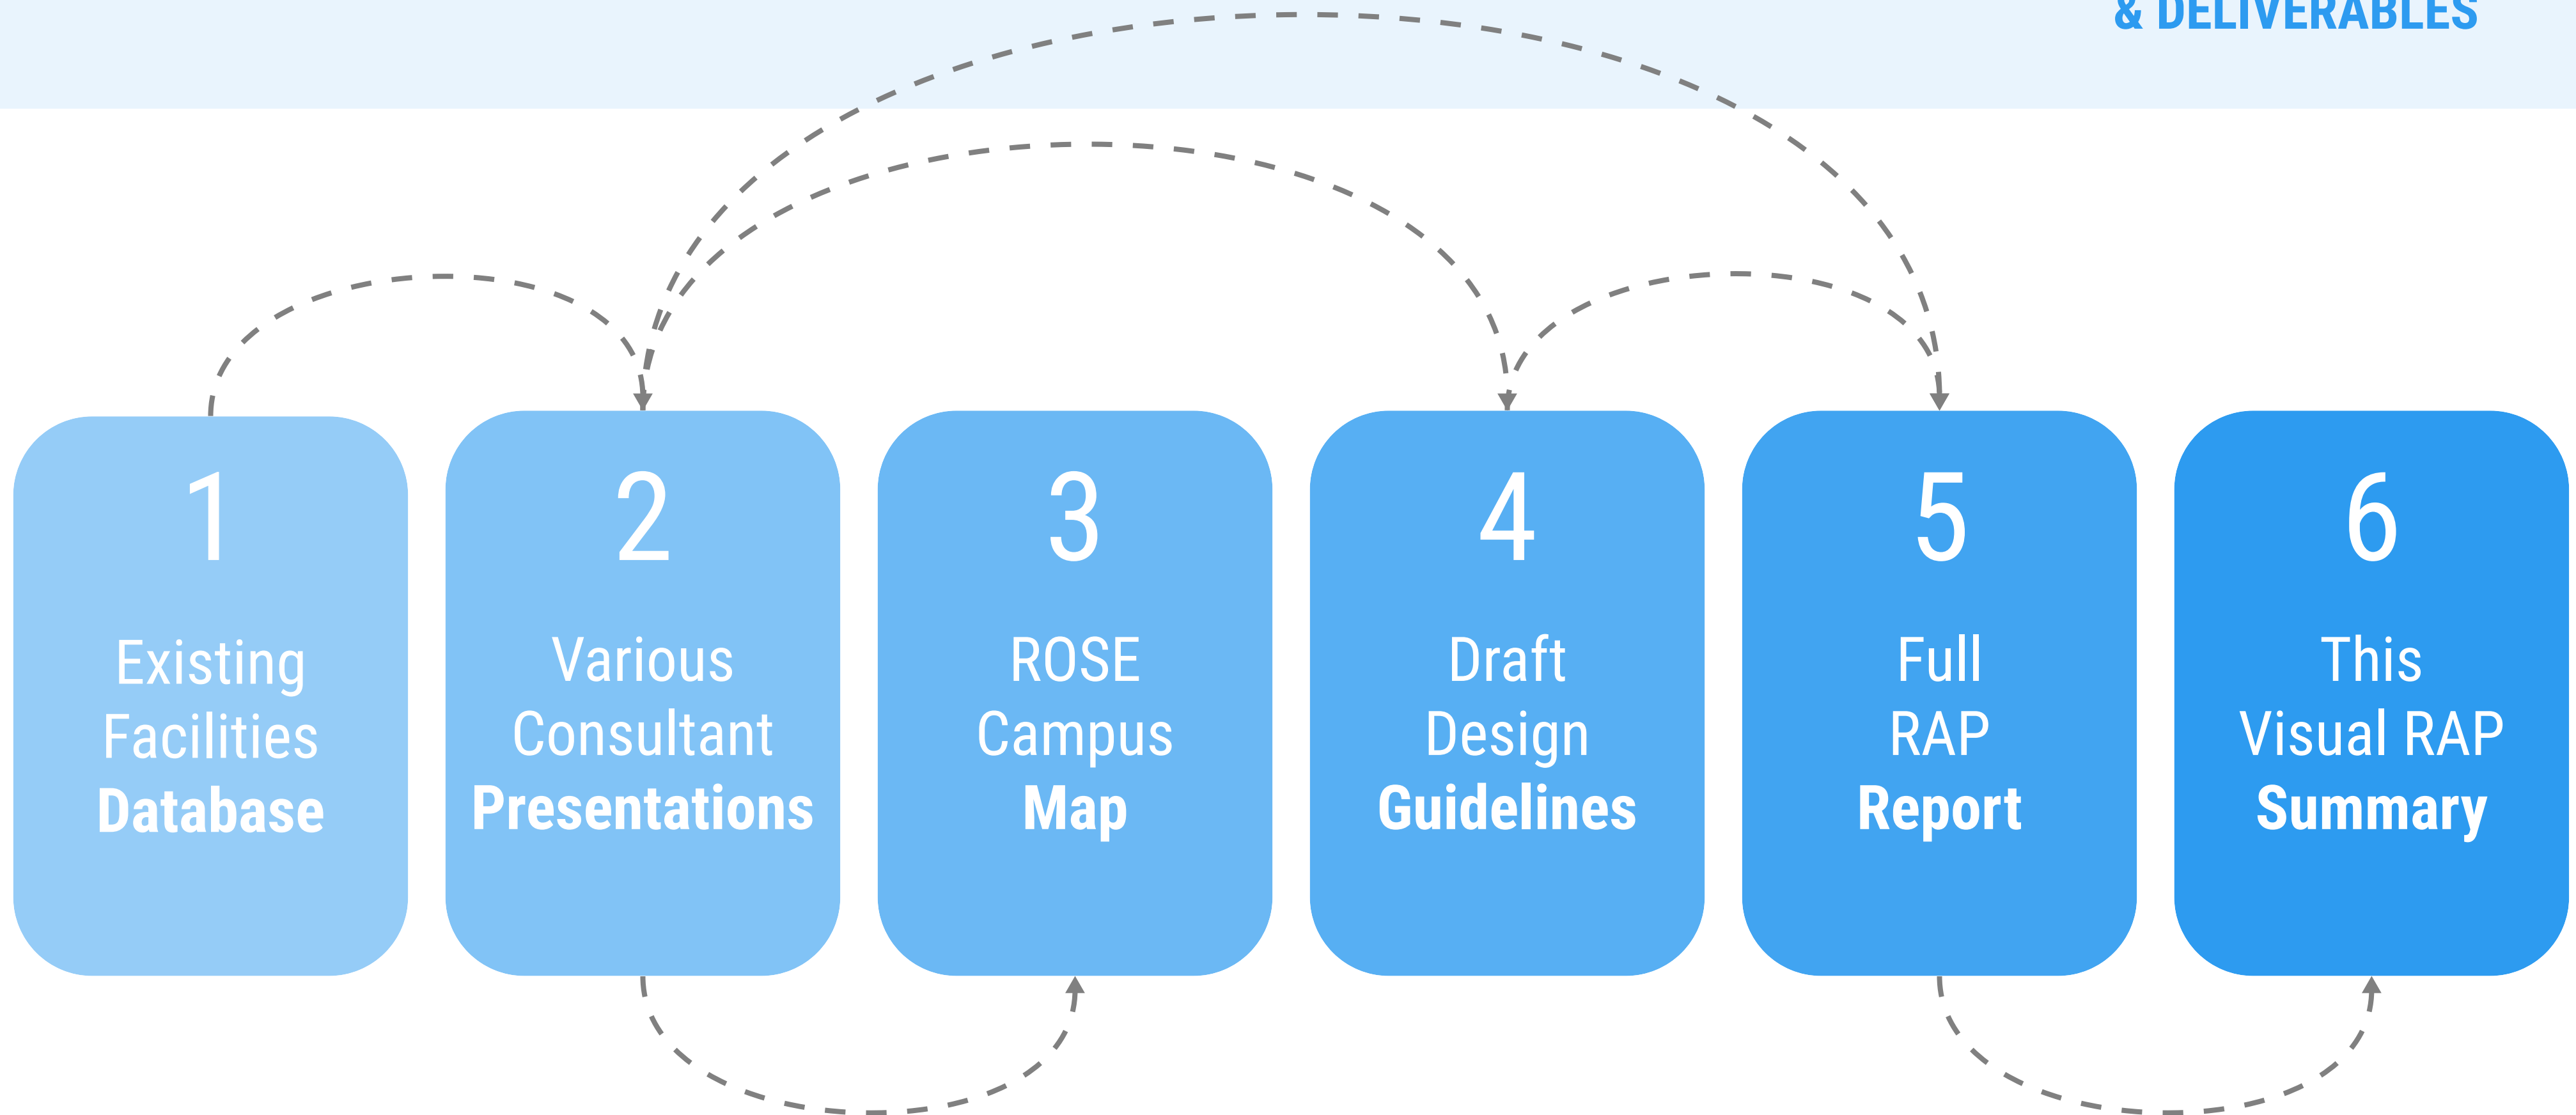 & DELIVERABLES
1
Existing
Facilities
Database
2
Various
Consultant
Presentations
3
ROSE
Campus
Map
4
Draft
Design
Guidelines
5
Full
RAP
Report
6
This
Visual RAP
Summary